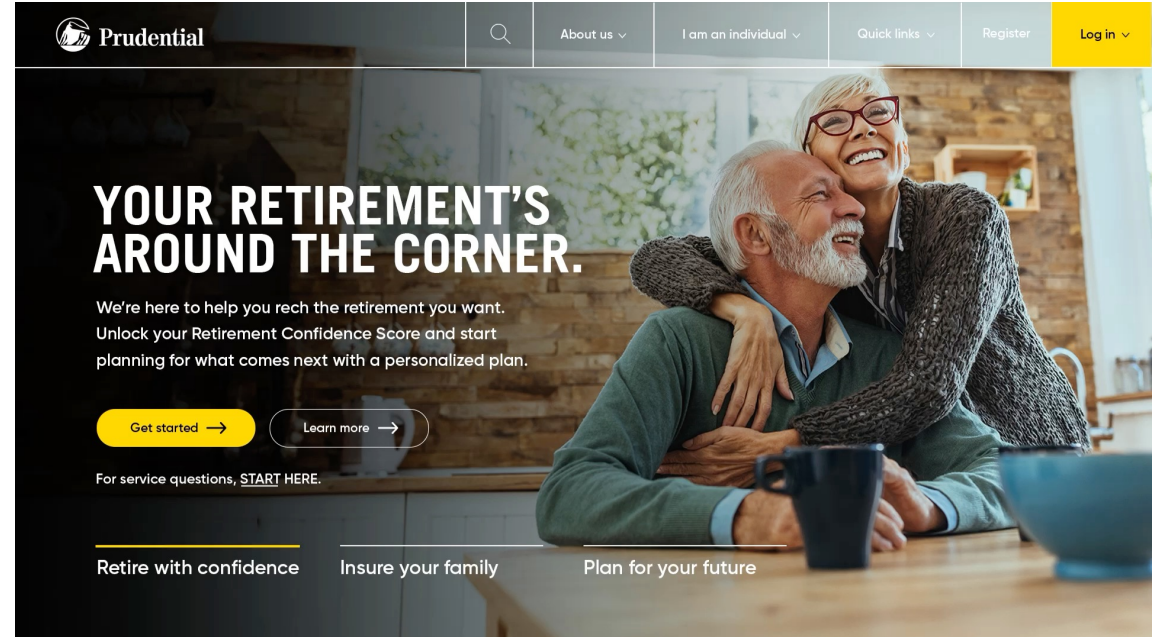 Prudential
About us
I am an individual
Quick links
Register
Log in
YOUR RETIREMENT'S
AROUND THE CORNER.
We're here to help you rech the retirement you want.
Unlock your Retirement Confidence Score and start
planning for what comes next with a personalized plan.
Get started
Learn more
For service questions, START HERE.
Retire with confidence
Insure your family
Plan for your future